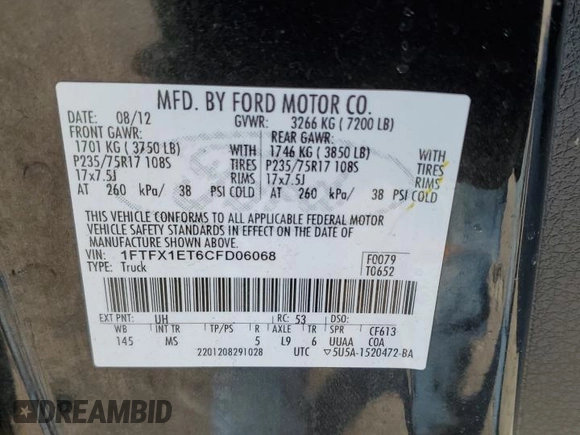 MFD. BY FORD MOTOR CO.
DATE: 08/12 GVWR: 3266 KG ( 7200 LB)
FRONT GAWR: REAR GAWR:
1701 KG ( 3750 LB) WITH 1746 KG ( 3850 LB) WITH
P235/75R17 108S TIRES P235/75R17 108S TIRES
17x7.5J RIMS 17x7.5J RIMS
AT 260 kPa/ 38 PSI COLD AT 260 kPa/ 38 PSI COLD
THIS VEHICLE CONFORMS TO ALL APPLICABLE FEDERAL MOTOR
VEHICLE SAFETY STANDARDS IN EFFECT ON THE DATE OF
MANUFACTURE SHOWN ABOVE.
VIN: 1FTFX1ET6CFD06068 F0079
TYPE: Truck T0652
EXT PNT: UH RC: 53 DSO:
WB INT TR TP/PS R AXLE TR SPR CF613
145 MS 5 L9 6 UUAA COA
2201208291028 UTC ▽5U5A-1520472-BA
AUTOBIDMASTER